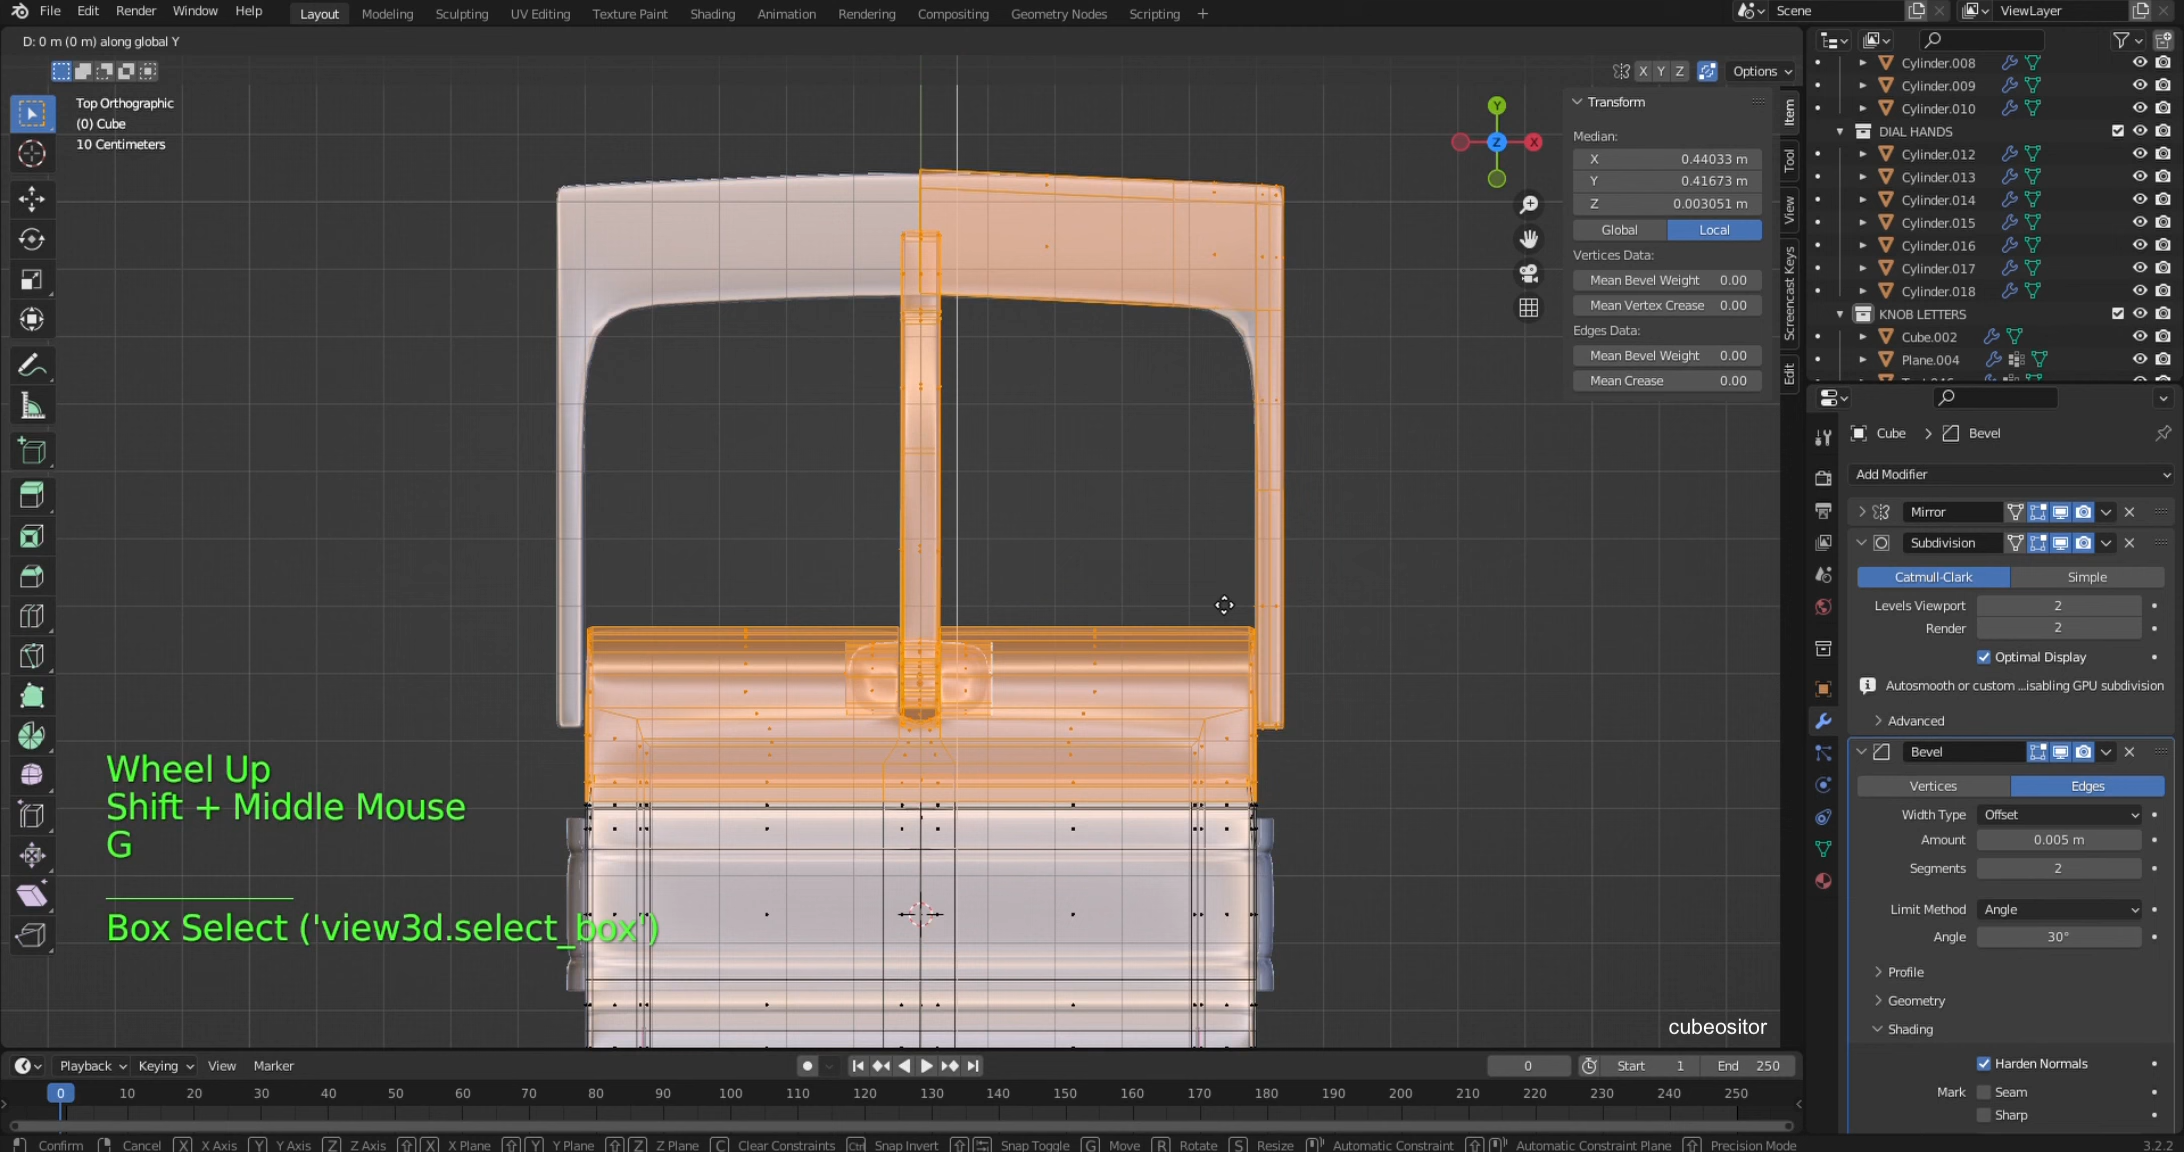 File Edit Render Window Help Layout Modeling Sculpting UV Editing Texture Paint Shading Animation Rendering Compositing Geometry Nodes Scripting + Scene ViewLayer
D: 0 m (0 m) along global Y
X Y Z Options
Top Orthographic
(0) Cube
10 Centimeters
Y
Z
X
Transform
Median:
X 0.44033 m
Y 0.41673 m
Z 0.003051 m
Global Local
Vertices Data:
Mean Bevel Weight 0.00
Mean Vertex Crease 0.00
Edges Data:
Mean Bevel Weight 0.00
Mean Crease 0.00
Item
Tool
View
Screencast Keys
Edit
Cylinder.008
Cylinder.009
Cylinder.010
DIAL HANDS
Cylinder.012
Cylinder.013
Cylinder.014
Cylinder.015
Cylinder.016
Cylinder.017
Cylinder.018
KNOB LETTERS
Cube.002
Plane.004
Cube > Bevel
Add Modifier
Mirror
Subdivision
Catmull-Clark Simple
Levels Viewport 2
Render 2
Optimal Display
Autosmooth or custom ...isabling GPU subdivision
Advanced
Bevel
Vertices Edges
Width Type Offset
Amount 0.005 m
Segments 2
Limit Method Angle
Angle 30°
Profile
Geometry
Shading
Harden Normals
Mark Seam
Sharp
Wheel Up
Shift + Middle Mouse
G
Box Select ('view3d.select_box')
cubeositor
Playback Keying View Marker 0 Start 1 End 250
0 10 20 30 40 50 60 70 80 90 100 110 120 130 140 150 160 170 180 190 200 210 220 230 240 250
Confirm Cancel X X Axis Y Y Axis Z Z Axis X X Plane Y Y Plane Z Z Plane C Clear Constraints Ctrl Snap Invert Snap Toggle G Move R Rotate S Resize Automatic Constraint Automatic Constraint Plane Precision Mode 3.2.2